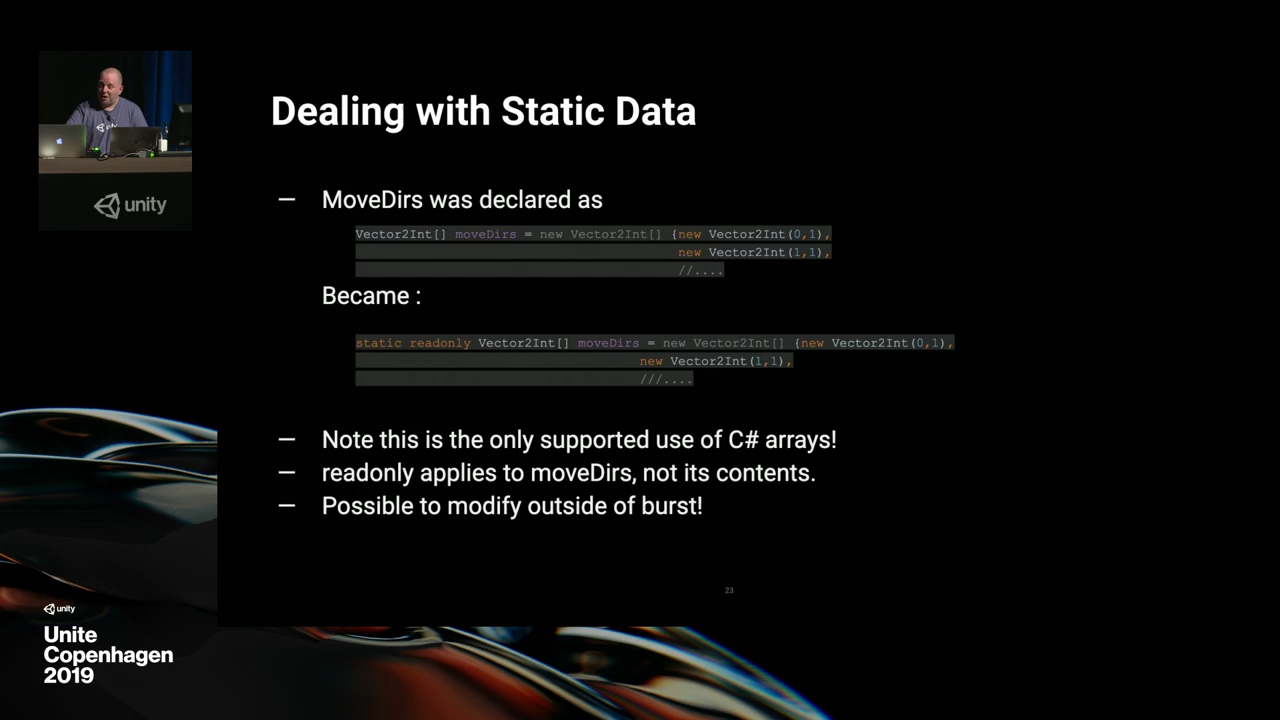 Dealing with Static Data
— MoveDirs was declared as
Vector2Int[] moveDirs = new Vector2Int[] {new Vector2Int(0,1),
new Vector2Int(1,1),
//....
Became :
static readonly Vector2Int[] moveDirs = new Vector2Int[] {new Vector2Int(0,1),
new Vector2Int(1,1),
///....
— Note this is the only supported use of C# arrays!
— readonly applies to moveDirs, not its contents.
— Possible to modify outside of burst!
23
unity
unity
Unite
Copenhagen
2019